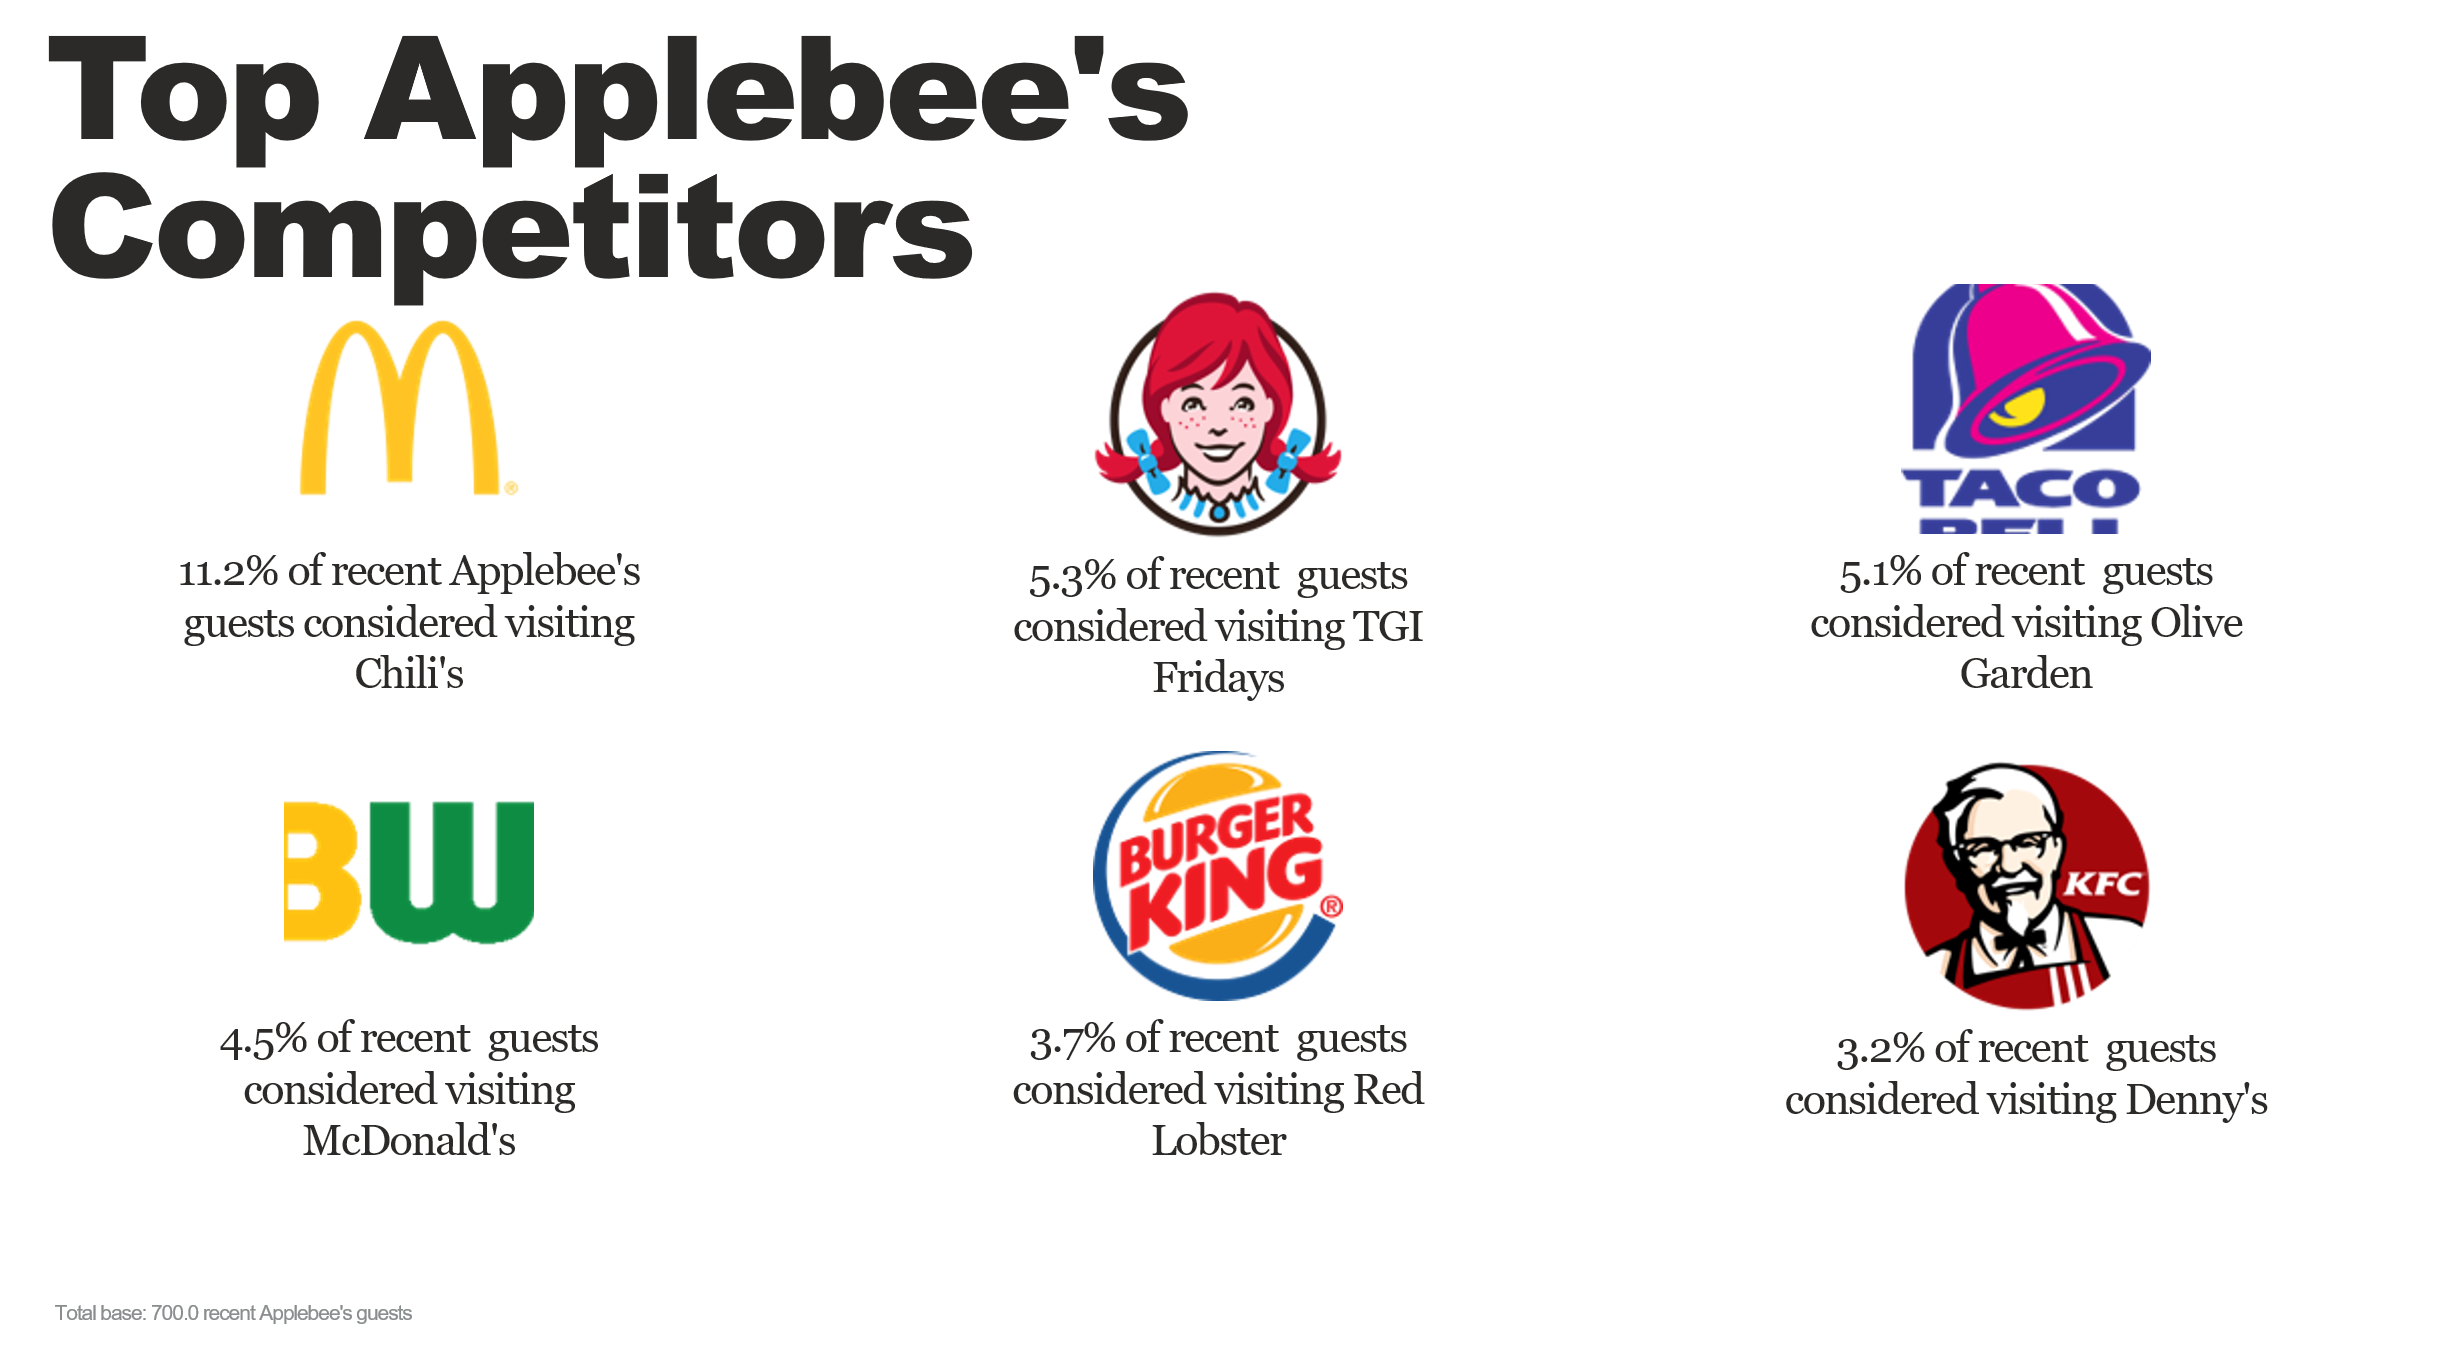 Top Applebee's
Competitors
®
TACO
BELL
11.2% of recent Applebee's
guests considered visiting
Chili's
5.3% of recent  guests
considered visiting TGI
Fridays
5.1% of recent  guests
considered visiting Olive
Garden
BW
BURGER
KING
®
KFC
4.5% of recent  guests
considered visiting
McDonald's
3.7% of recent  guests
considered visiting Red
Lobster
3.2% of recent  guests
considered visiting Denny's
Total base: 700.0 recent Applebee's guests